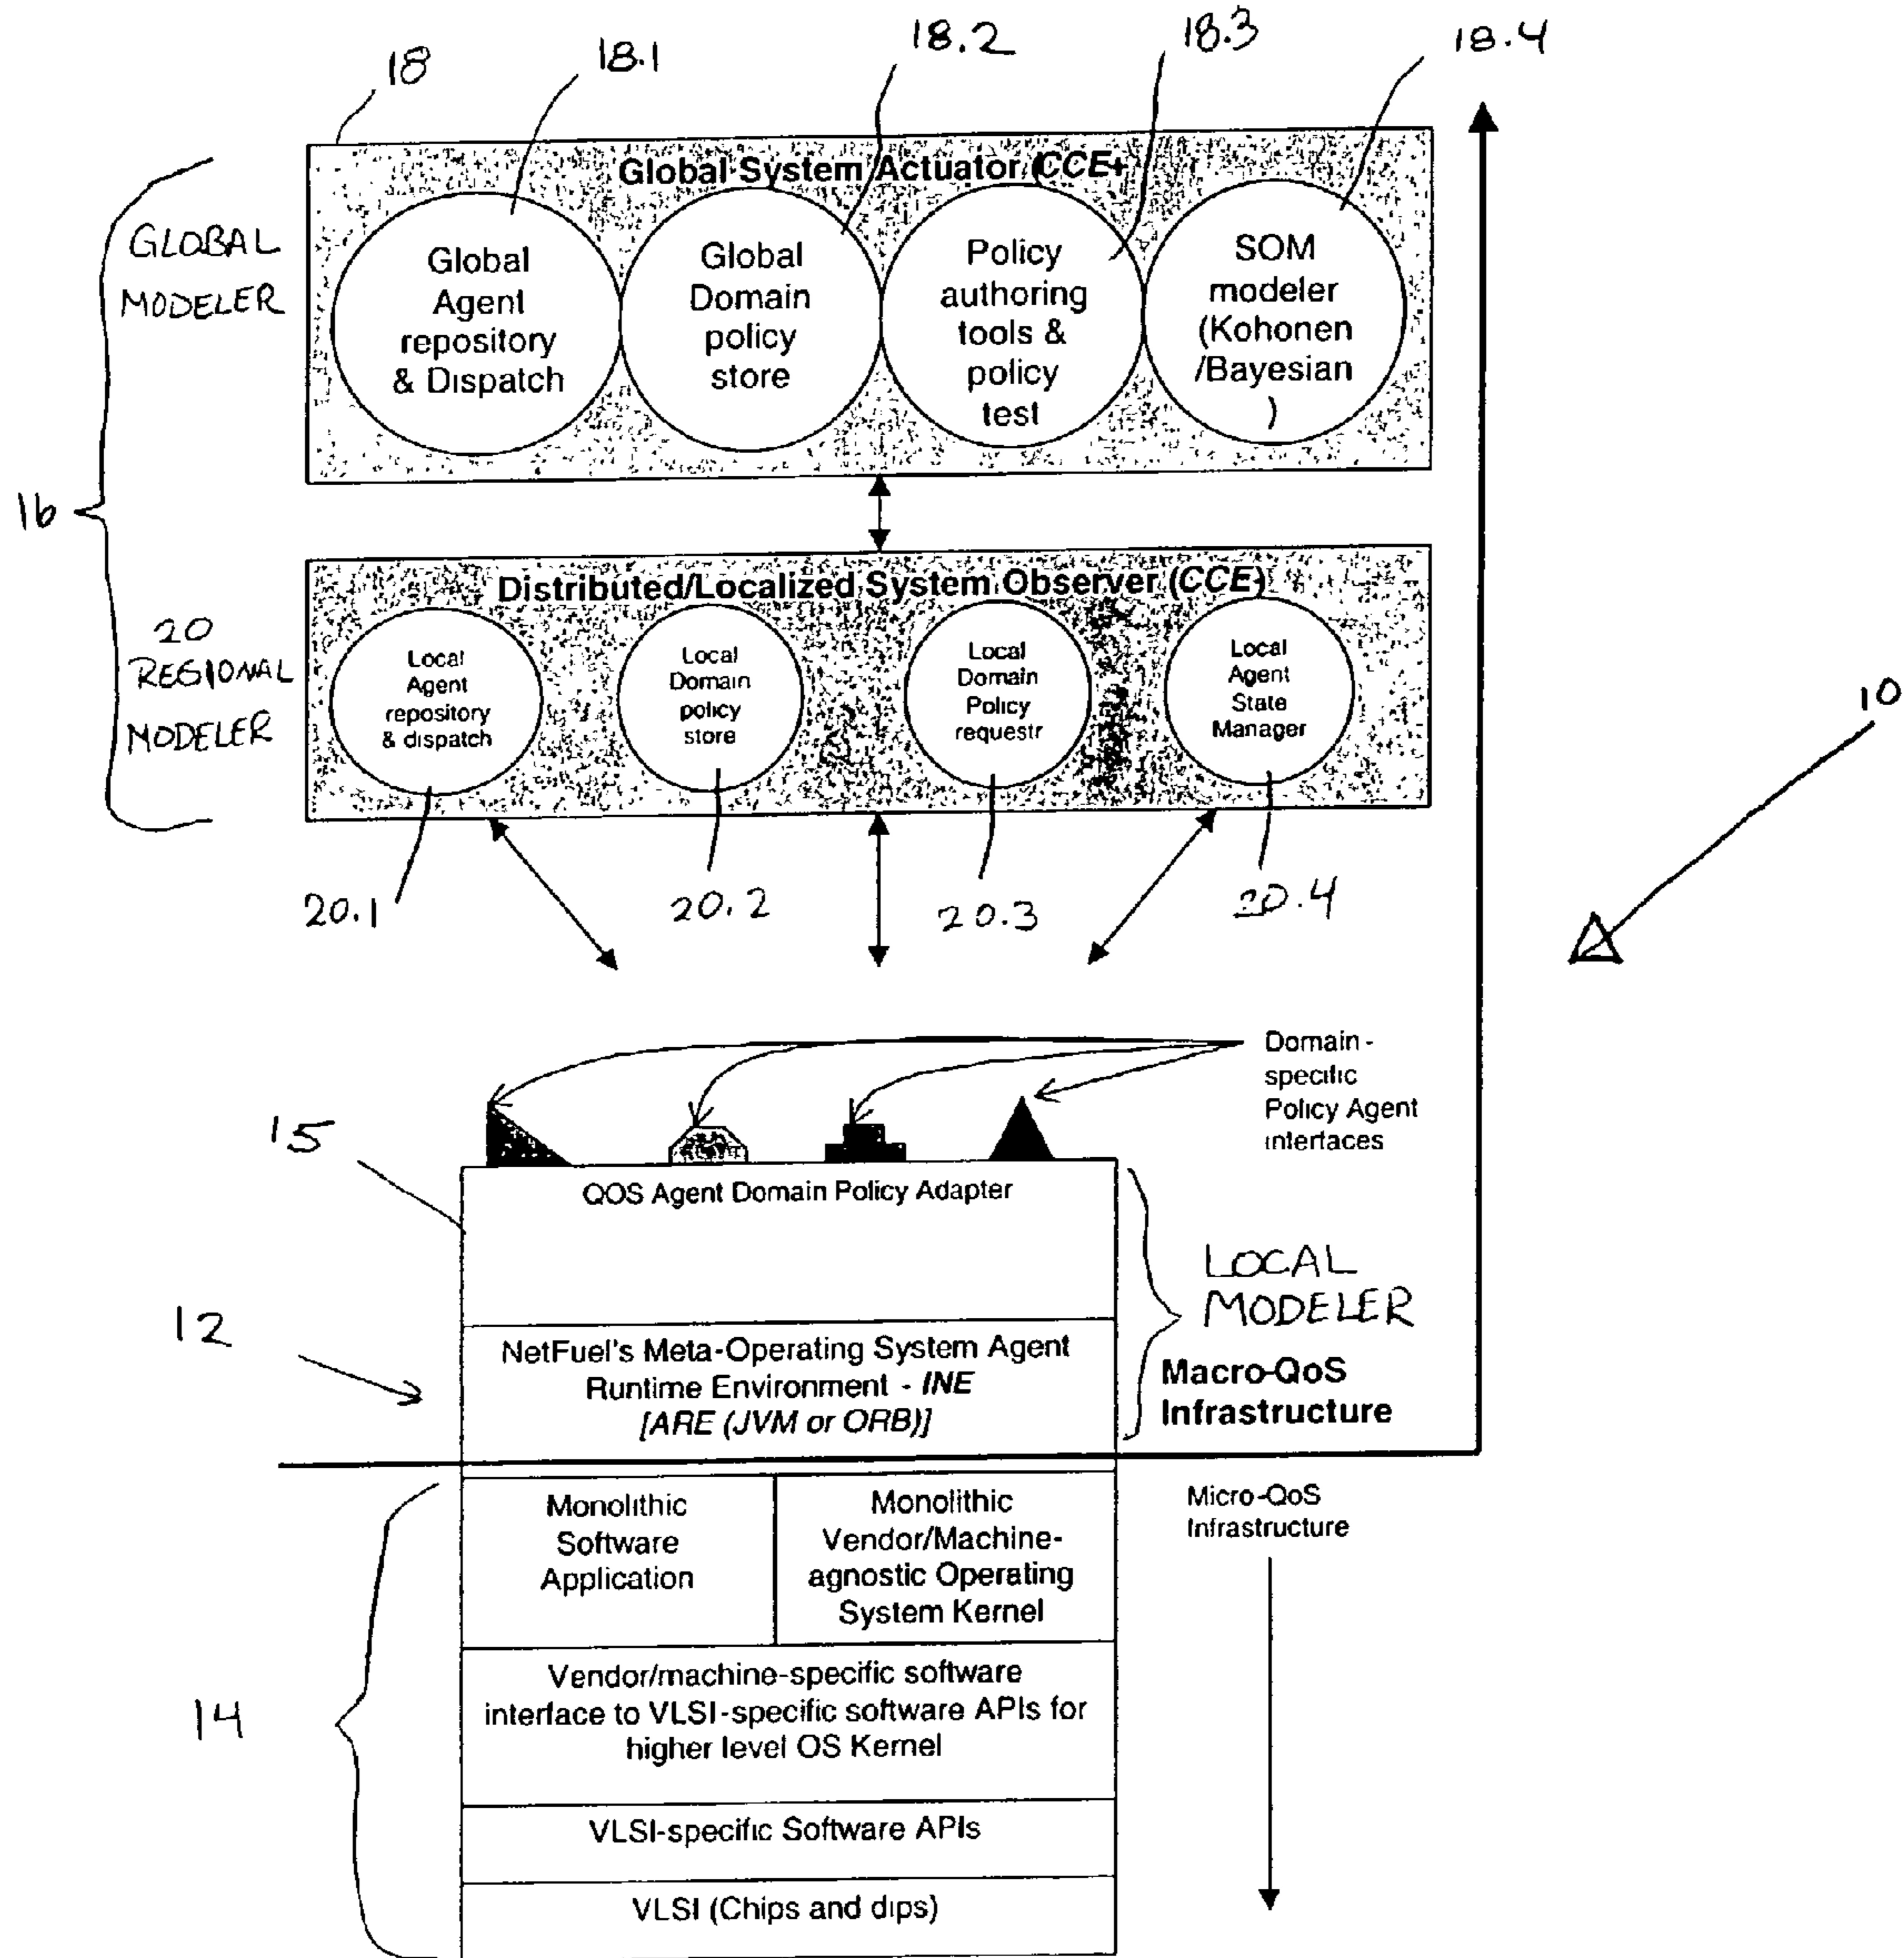 18
18.1
18.2
18.3
18.4
Global System Actuator (CCE+
GLOBAL
MODELER
Global
Agent
repository
& Dispatch
Global
Domain
policy
store
Policy
authoring
tools &
policy
test
SOM
modeler
(Kohonen
/Bayesian
)
16
Distributed/Localized System Observer (CCE-)
20
REGIONAL
MODELER
Local
Agent
repository
& dispatch
Local
Domain
policy
store
Local
Domain
Policy
requestr
Local
Agent
State
Manager
10
20.1
20.2
20.3
20.4
Domain-
specific
Policy Agent
interfaces
15
QOS Agent Domain Policy Adapter
LOCAL
MODELER
12
NetFuel's Meta-Operating System Agent
Runtime Environment - INE
[ARE (JVM or ORB)]
Macro-QoS
Infrastructure
Monolithic
Software
Application
Monolithic
Vendor/Machine-
agnostic Operating
System Kernel
Micro-QoS
Infrastructure
14
Vendor/machine-specific software
interface to VLSI-specific software APIs for
higher level OS Kernel
VLSI-specific Software APIs
VLSI (Chips and dips)